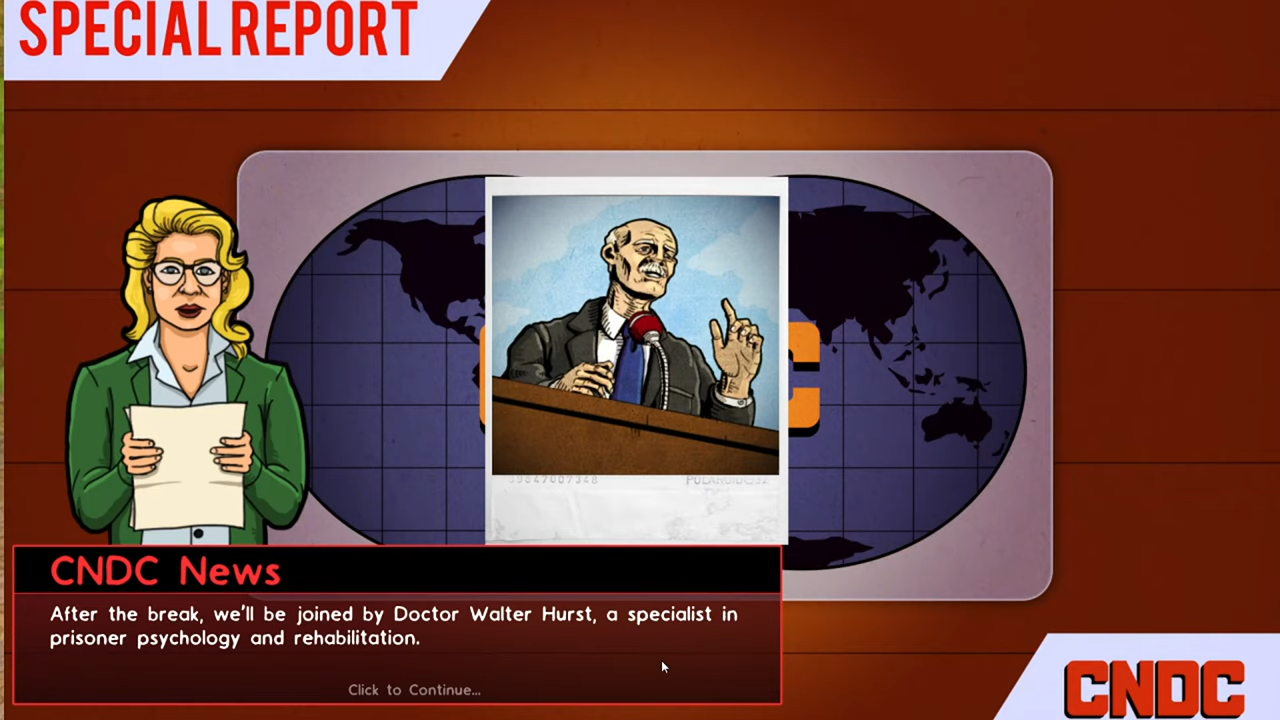 SPECIAL REPORT
CNDC News
After the break, we'll be joined by Doctor Walter Hurst, a specialist in
prisoner psychology and rehabilitation.
Click to Continue...
CNDC